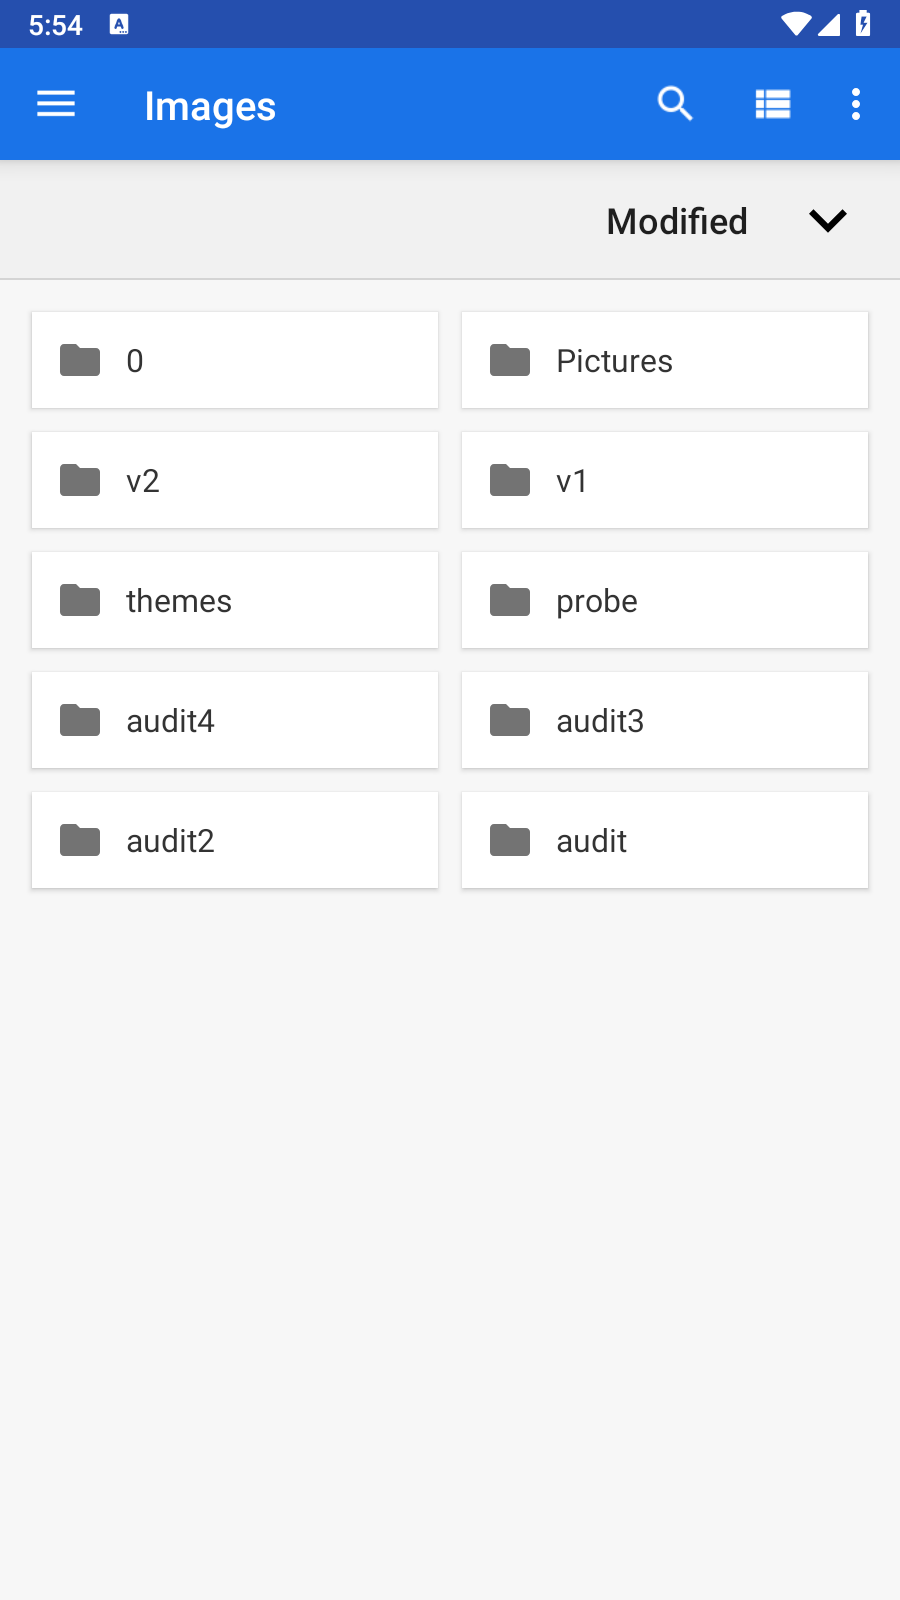 5:54
Images
Modified
0
Pictures
v2
v1
themes
probe
audit4
audit3
audit2
audit